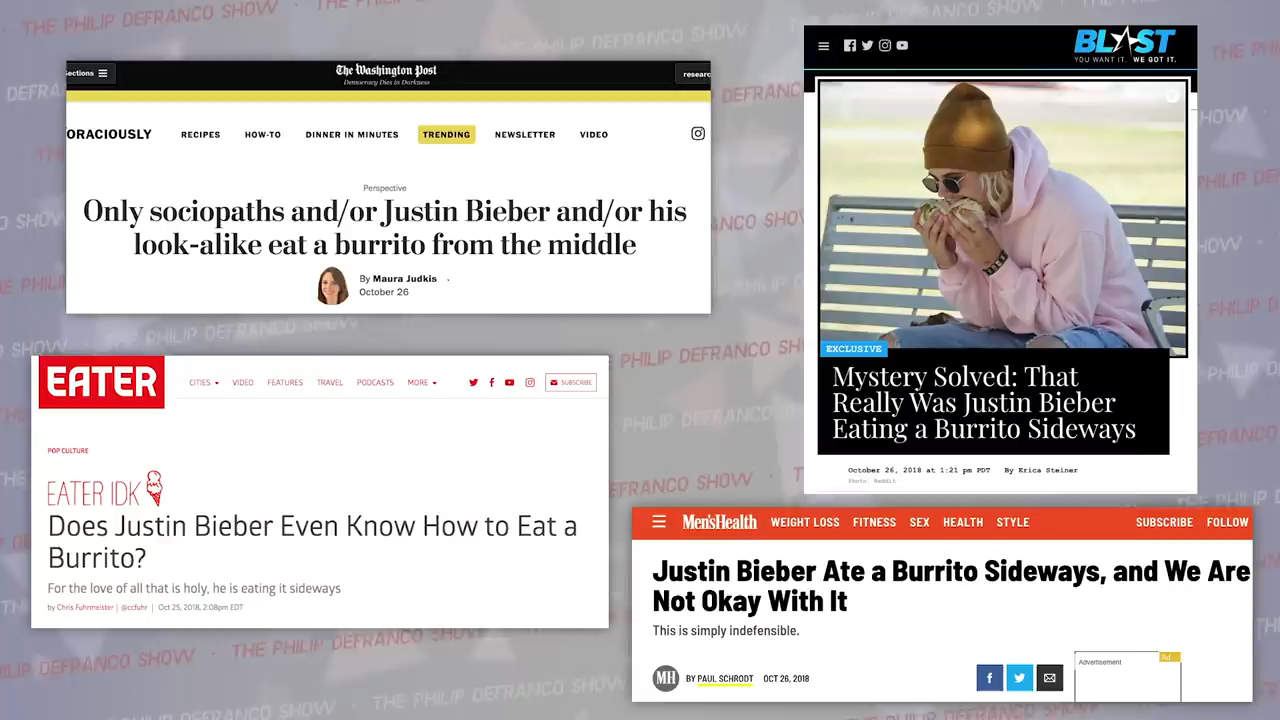 The Washington Post
Democracy Dies in Darkness
ections
researc
ORACIOUSLY
RECIPES
HOW-TO
DINNER IN MINUTES
TRENDING
NEWSLETTER
VIDEO
Perspective
Only sociopaths and/or Justin Bieber and/or his
look-alike eat a burrito from the middle
By Maura Judkis
October 26
BLAST
YOU WANT IT. WE GOT IT.
EXCLUSIVE
Mystery Solved: That
Really Was Justin Bieber
Eating a Burrito Sideways
October 26, 2018 at 1:21 pm PDT By Erica Steiner
Photo: Reddit
EATER
CITIES
VIDEO
FEATURES
TRAVEL
PODCASTS
MORE
SUBSCRIBE
POP CULTURE
EATER IDK
Does Justin Bieber Even Know How to Eat a
Burrito?
For the love of all that is holy, he is eating it sideways
by Chris Fuhrmeister | @ccfuhr | Oct 25, 2018, 2:08pm EDT
Men'sHealth
WEIGHT LOSS
FITNESS
SEX
HEALTH
STYLE
SUBSCRIBE
FOLLOW
Justin Bieber Ate a Burrito Sideways, and We Are
Not Okay With It
This is simply indefensible.
MH
BY PAUL SCHRODT OCT 26, 2018
Advertisement
Ad
THE PHILIP DEFRANCO SHOW